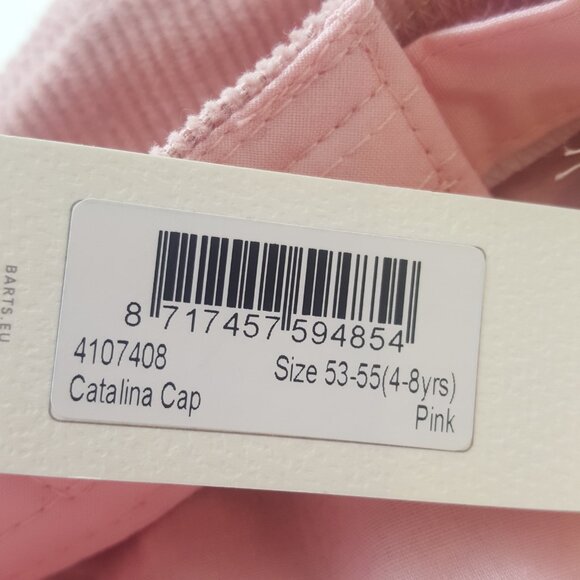 BARTS.EU
8 717457 594854
4107408
Size 53-55(4-8yrs)
Catalina Cap
Pink